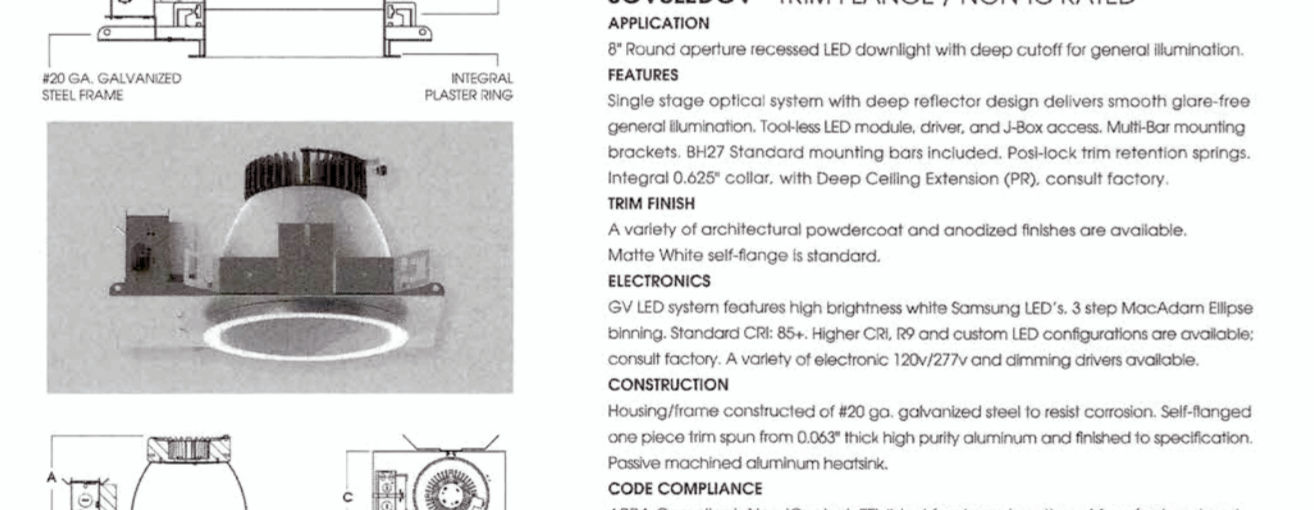 TRIM FLANGE / NON IC RATED
APPLICATION
8" Round aperture recessed LED downlight with deep cutoff for general illumination.
FEATURES
Single stage optical system with deep reflector design delivers smooth glare-free
general illumination. Tool-less LED module, driver, and J-Box access. Multi-Bar mounting
brackets. BH27 Standard mounting bars included. Posi-lock trim retention springs.
Integral 0.625" collar, with Deep Ceiling Extension (PR), consult factory.
TRIM FINISH
A variety of architectural powdercoat and anodized finishes are available.
Matte White self-flange is standard.
ELECTRONICS
GV LED system features high brightness white Samsung LED's. 3 step MacAdam Ellipse
binning. Standard CRI: 85+. Higher CRI, R9 and custom LED configurations are available;
consult factory. A variety of electronic 120v/277v and dimming drivers available.
CONSTRUCTION
Housing/frame constructed of #20 ga. galvanized steel to resist corrosion. Self-flanged
one piece trim spun from 0.063" thick high purity aluminum and finished to specification.
Passive machined aluminum heatsink.
CODE COMPLIANCE
#20 GA. GALVANIZED
STEEL FRAME
INTEGRAL
PLASTER RING
A
C